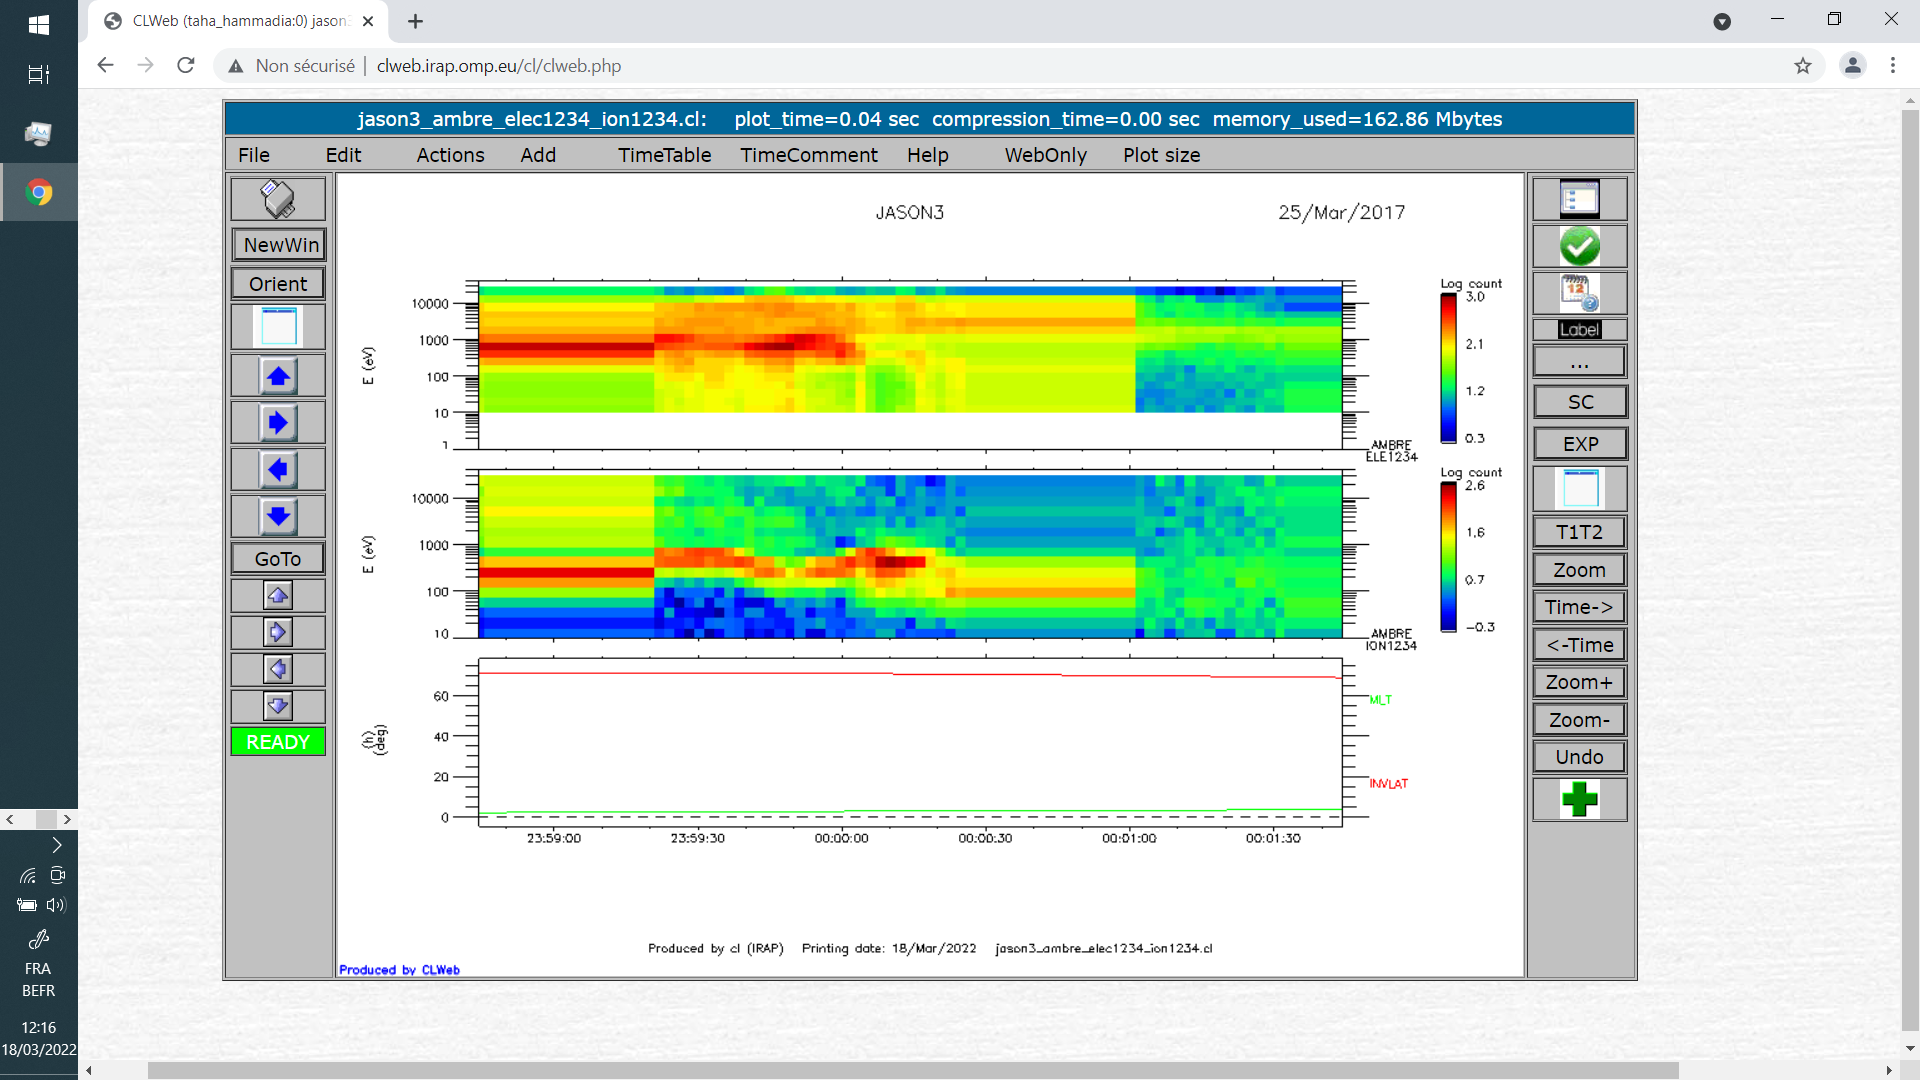 CLWeb (taha_hammadia:0) jason3
Non sécurisé | clweb.irap.omp.eu/cl/clweb.php
jason3_ambre_elec1234_ion1234.cl: plot_time=0.04 sec compression_time=0.00 sec memory_used=162.86 Mbytes
File Edit Actions Add TimeTable TimeComment Help WebOnly Plot size
NewWin
Orient
GoTo
READY
JASON3 25/Mar/2017
E (eV)
10000
1000
100
10
1
AMBRE
ELE1234
Log count
3.0
2.1
1.2
0.3
E (eV)
10000
1000
100
10
AMBRE
ION1234
Log count
2.6
1.6
0.7
-0.3
(h)
(deg)
60
40
20
0
MLT
INVLAT
23:59:00 23:59:30 00:00:00 00:00:30 00:01:00 00:01:30
Produced by cl (IRAP) Printing date: 18/Mar/2022 jason3_ambre_elec1234_ion1234.cl
Produced by CLWeb
12
Label
...
SC
EXP
T1T2
Zoom
Time->
<-Time
Zoom+
Zoom-
Undo
FRA
BEFR
12:16
18/03/2022